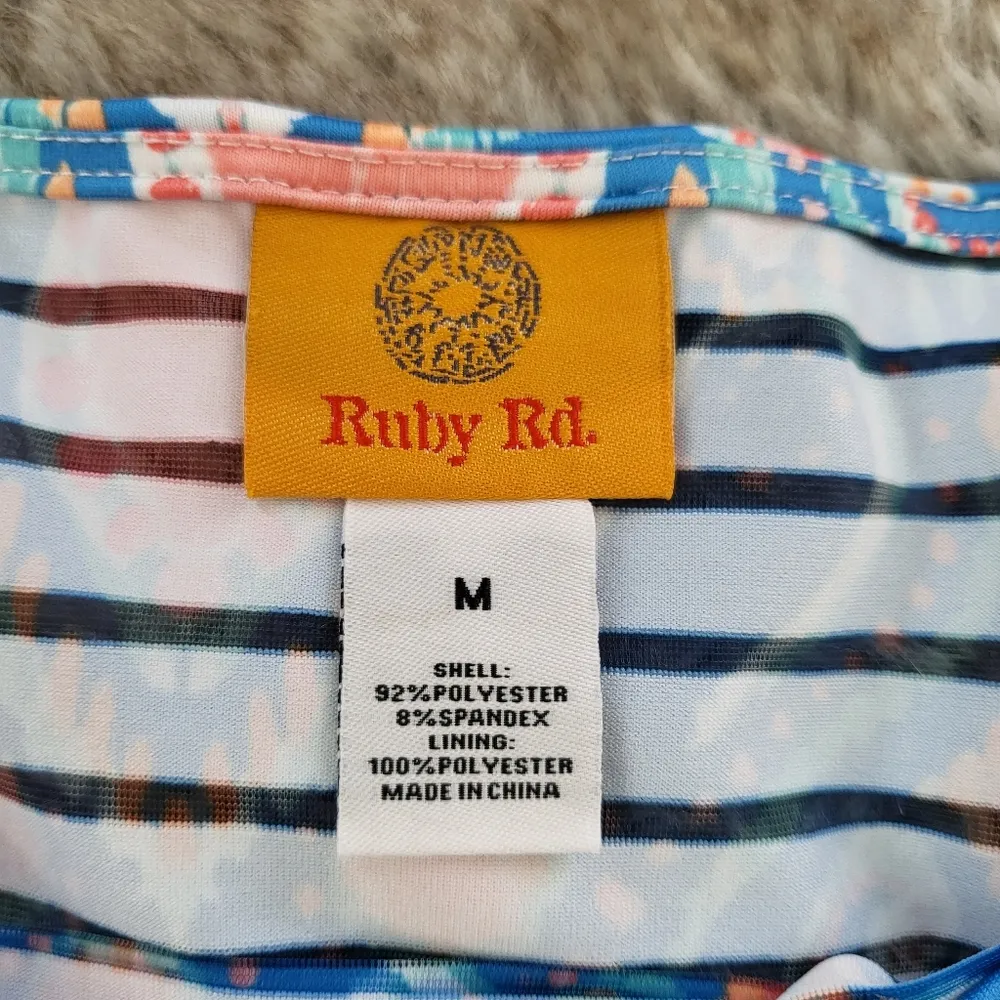 Ruby Rd.
M
SHELL:
92%POLYESTER
8%SPANDEX
LINING:
100%POLYESTER
MADE IN CHINA